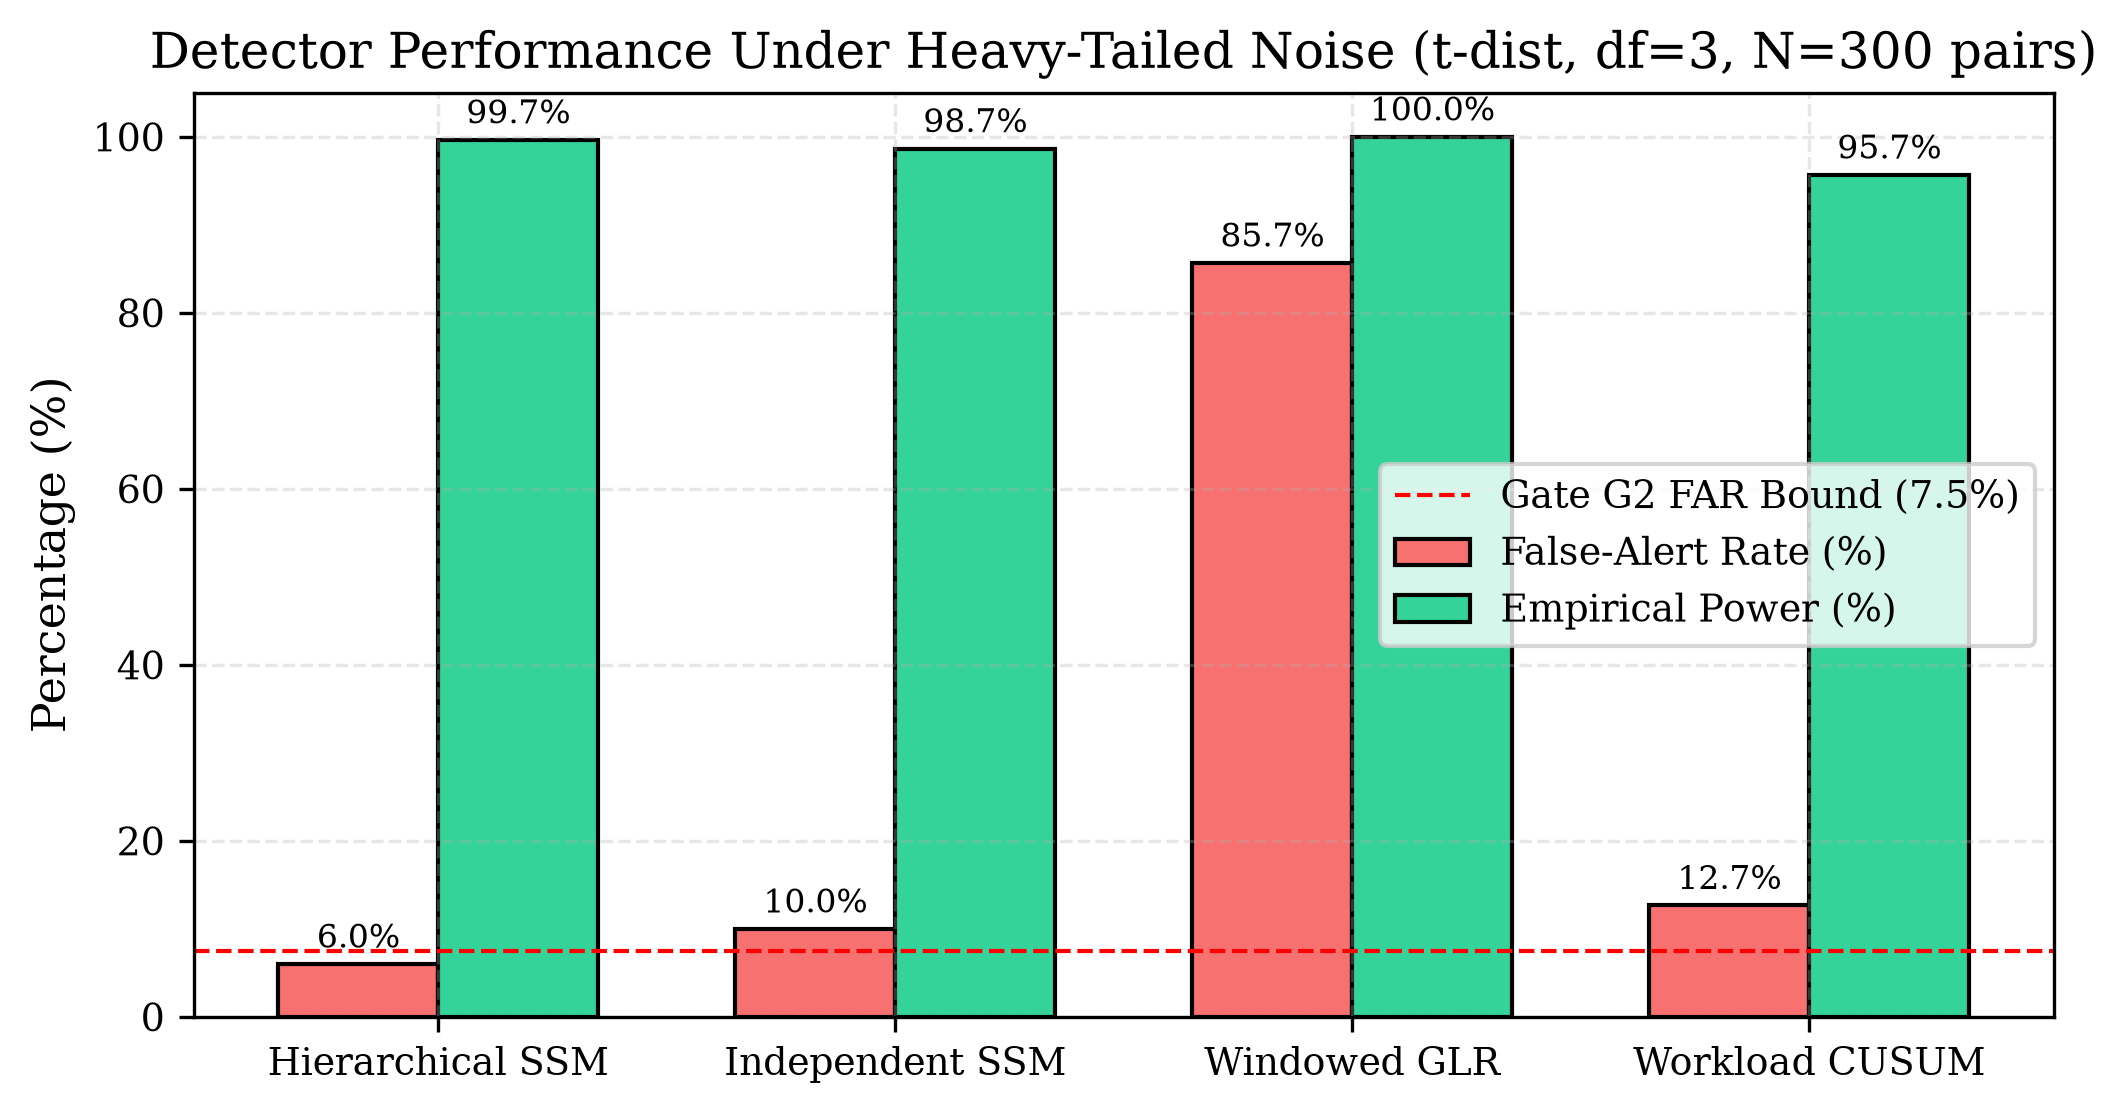 Detector Performance Under Heavy-Tailed Noise (t-dist, df=3, N=300 pairs)
Percentage (%)
100
80
60
40
20
0
6.0%
99.7%
10.0%
98.7%
85.7%
100.0%
12.7%
95.7%
Gate G2 FAR Bound (7.5%)
False-Alert Rate (%)
Empirical Power (%)
Hierarchical SSM
Independent SSM
Windowed GLR
Workload CUSUM